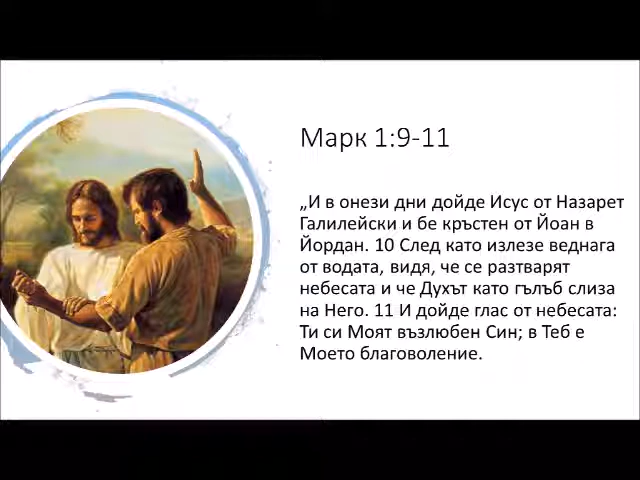 Марк 1:9-11
„И в онези дни дойде Исус от Назарет
Галилейски и бе кръстен от Йоан в
Йордан. 10 След като излезе веднага
от водата, видя, че се разтварят
небесата и че Духът като гълъб слиза
на Него. 11 И дойде глас от небесата:
Ти си Моят възлюбен Син; в Теб е
Моето благоволение.